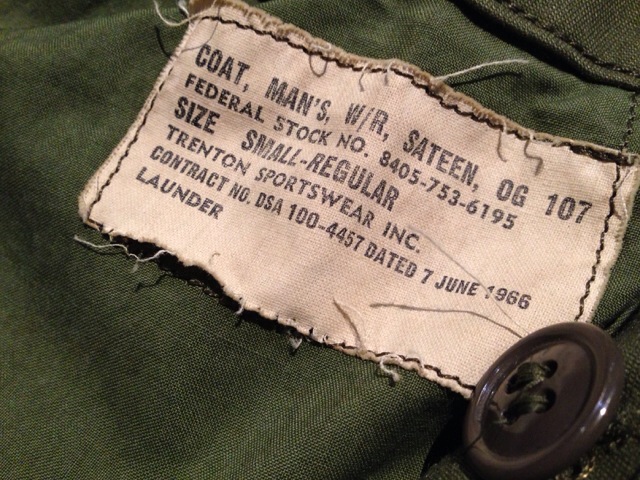 COAT, MAN'S, W/R, SATEEN, OG 107
FEDERAL STOCK NO. 8405-753-6195
SIZE SMALL-REGULAR
TRENTON SPORTSWEAR INC.
CONTRACT NO. DSA 100-4457 DATED 7 JUNE 1966
LAUNDER